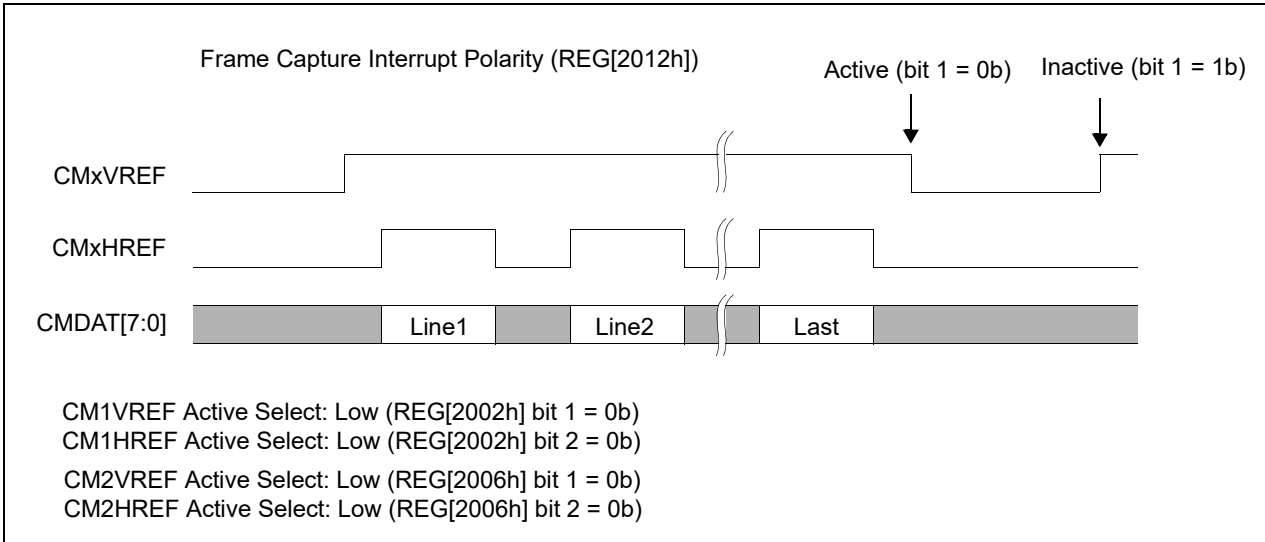 Frame Capture Interrupt Polarity (REG[2012h])
Active (bit 1 = 0b)
Inactive (bit 1 = 1b)
CMxVREF
CMxHREF
CMDAT[7:0]
Line1
Line2
Last
CM1VREF Active Select: Low (REG[2002h] bit 1 = 0b)
CM1HREF Active Select: Low (REG[2002h] bit 2 = 0b)
CM2VREF Active Select: Low (REG[2006h] bit 1 = 0b)
CM2HREF Active Select: Low (REG[2006h] bit 2 = 0b)